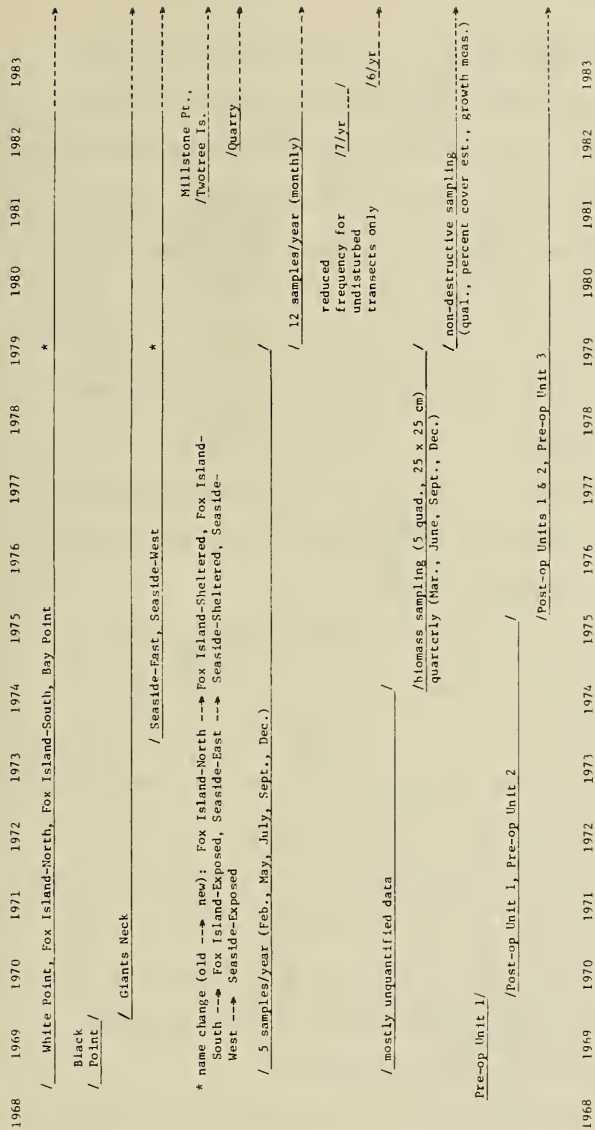 1968 1969 1970 1971 1972 1973 1974 1975 1976 1977 1978 1979 1980 1981 1982 1983
/ White Point, Fox Island-North, Fox Island-South, Bay Point * ----→
Black
/ Point /
/ Giants Neck
/ Seaside-East, Seaside-West * ----→
Millstone Pt.,
/Twotree Is. ----→
/Quarry ----→
* name change (old --→ new): Fox Island-North --→ Fox Island-Sheltered, Fox Island-
South --→ Fox Island-Exposed, Seaside-East --→ Seaside-Sheltered, Seaside-
West --→ Seaside-Exposed
/ 5 samples/year (Feb., May, July, Sept., Dec.) /
/ 12 samples/year (monthly) ----→
reduced
frequency for
undisturbed
transects only
/7/yr ---- /
/6/yr ----→
/ mostly unquantified data /
/biomass sampling (5 quad., 25 x 25 cm) /
quarterly (Mar., June, Sept., Dec.)
/ non-destructive sampling ----→
(qual., percent cover est., growth meas.)
Pre-op Unit 1/
/Post-op Unit 1, Pre-op Unit 2 /
/Post-op Units 1 & 2, Pre-op Unit 3 ----→
1968 1969 1970 1971 1972 1973 1974 1975 1976 1977 1978 1979 1980 1981 1982 1983